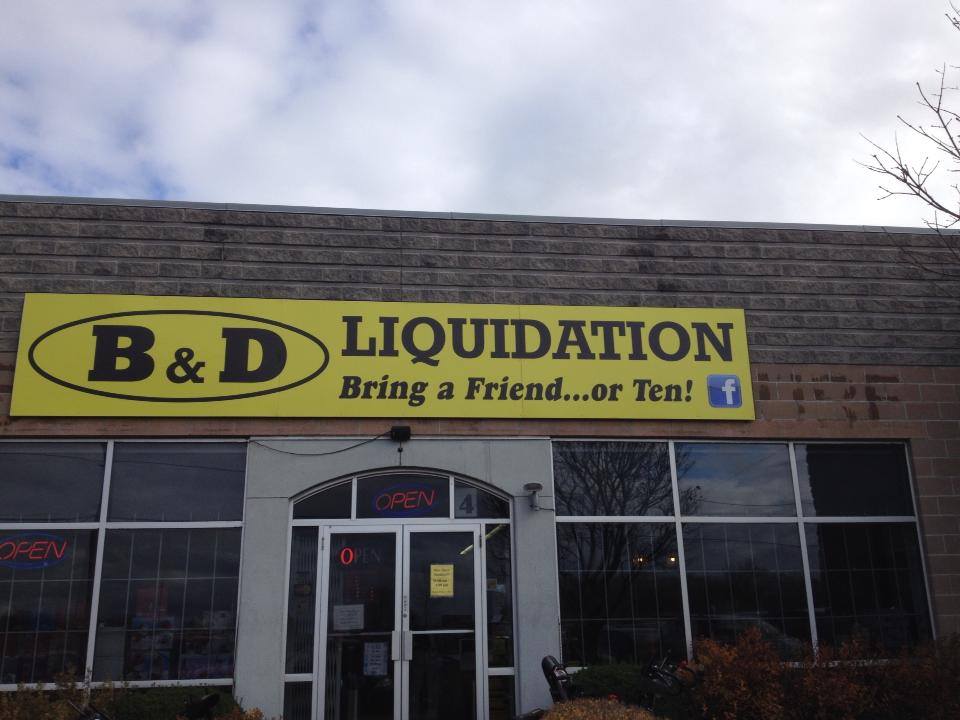 B & D LIQUIDATION
Bring a Friend...or Ten!
f
OPEN 4
OPEN
OPEN